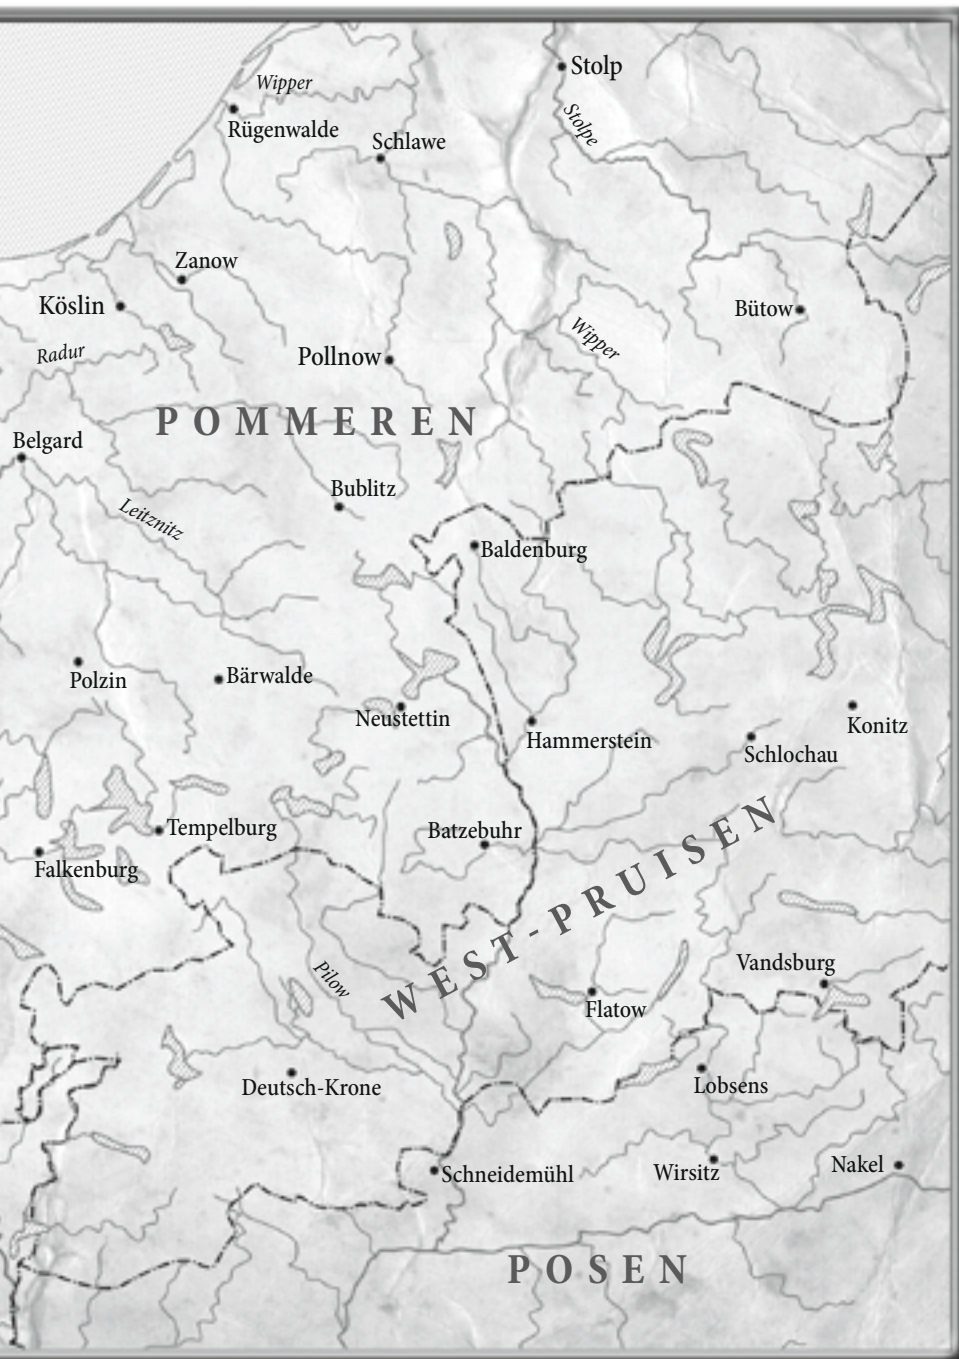 Stolp
Wipper
Stolpe
Rügenwalde
Schlawe
Zanow
Köslin
Bütow
Wipper
Radur
Pollnow
POMMEREN
Belgard
Bublitz
Leitznitz
Baldenburg
Polzin
Bärwalde
Neustettin
Konitz
Hammerstein
Schlochau
Tempelburg
Batzebuhr
Falkenburg
WEST-PRUISEN
Vandsburg
Pilow
Flatow
Deutsch-Krone
Lobsens
Schneidemühl
Wirsitz
Nakel
POSEN